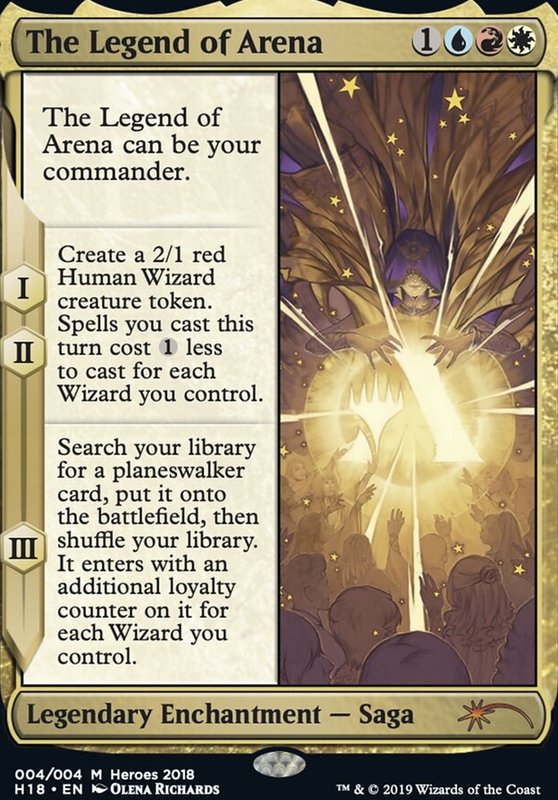 The Legend of Arena 1
The Legend of
Arena can be your
commander.
I
II
Create a 2/1 red
Human Wizard
creature token.
Spells you cast this
turn cost 1 less
to cast for each
Wizard you control.
III
Search your library
for a planeswalker
card, put it onto
the battlefield, then
shuffle your library.
It enters with an
additional loyalty
counter on it for
each Wizard you
control.
Legendary Enchantment — Saga
004/004 M Heroes 2018
H18 • EN Olena Richards
™ & © 2019 Wizards of the Coast